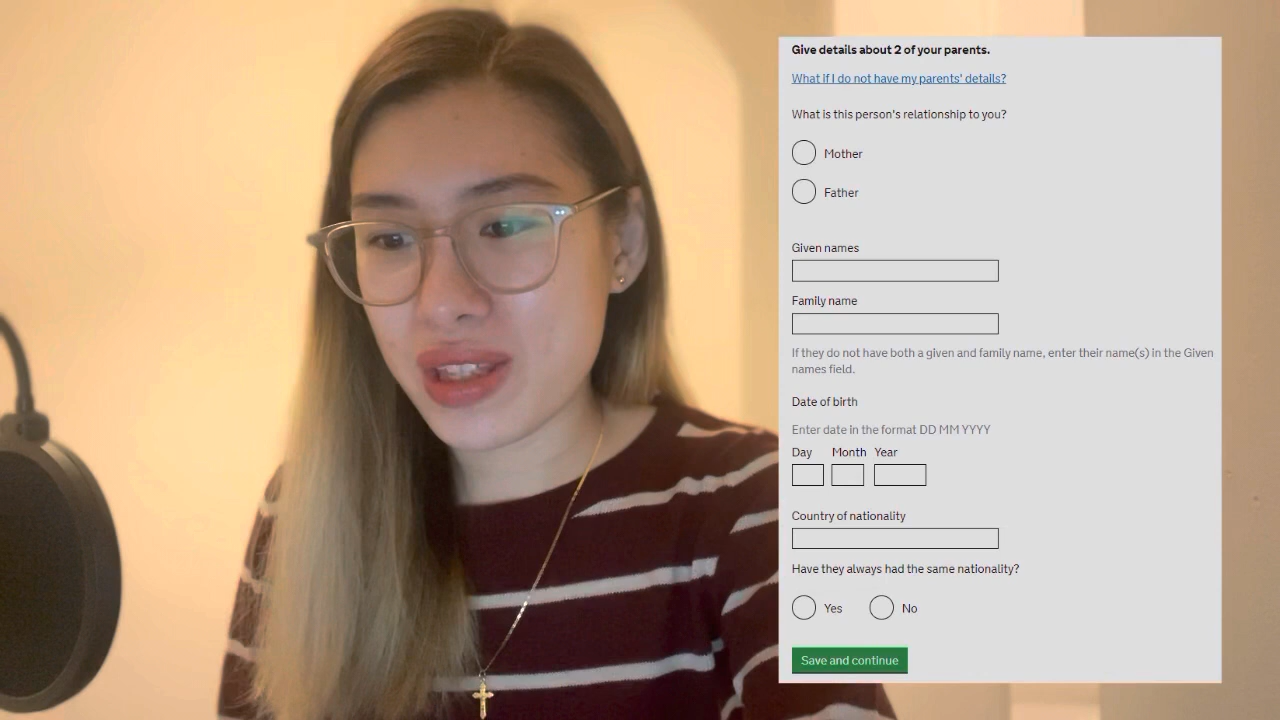 Give details about 2 of your parents.
What if I do not have my parents' details?
What is this person's relationship to you?
Mother
Father
Given names
Family name
If they do not have both a given and family name, enter their name(s) in the Given
names field.
Date of birth
Enter date in the format DD MM YYYY
Day Month Year
Country of nationality
Have they always had the same nationality?
Yes No
Save and continue